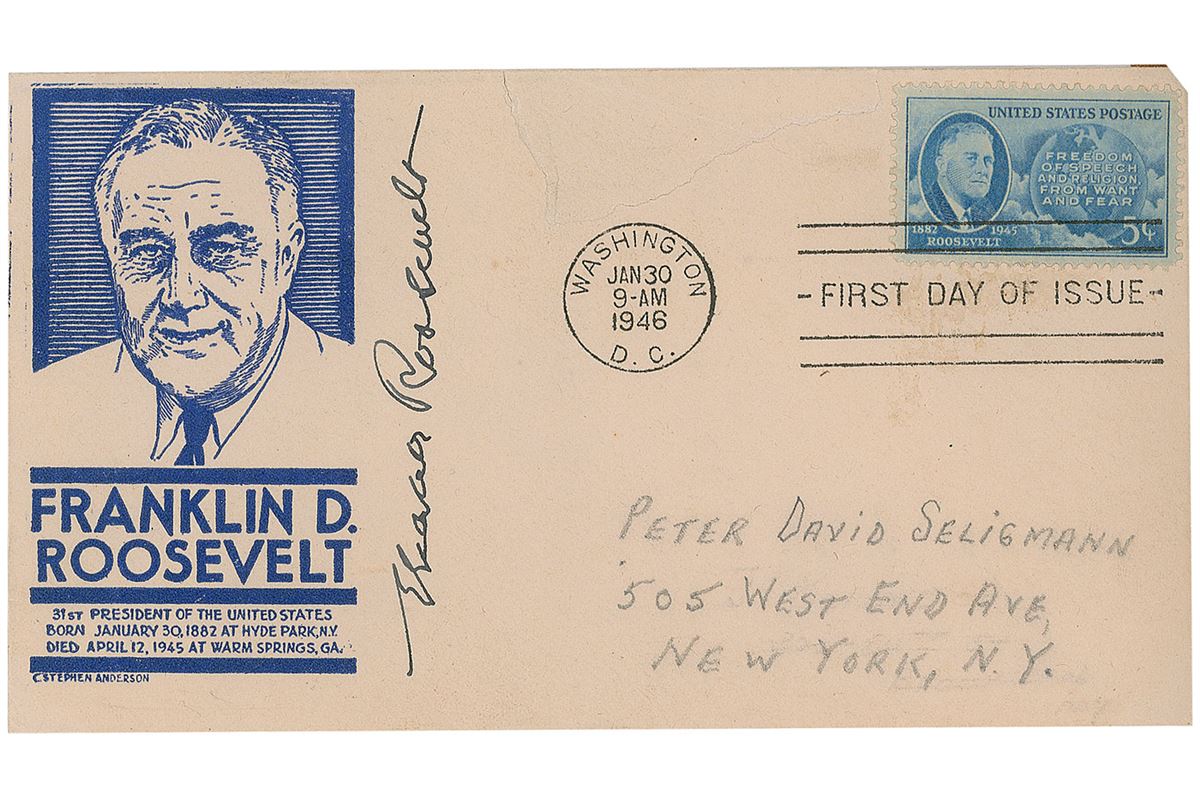 FRANKLIN D.
ROOSEVELT
31ST PRESIDENT OF THE UNITED STATES
BORN JANUARY 30, 1882 AT HYDE PARK, N.Y.
DIED APRIL 12, 1945 AT WARM SPRINGS, GA.
C. STEPHEN ANDERSON
Eleanor Roosevelt
WASHINGTON
JAN 30
9-AM
1946
D. C.
UNITED STATES POSTAGE
FREEDOM
OF SPEECH
AND RELIGION
FROM WANT
AND FEAR
1882 1945
ROOSEVELT
5¢
- FIRST DAY OF ISSUE -
PETER DAVID SELIGMANN
505 WEST END AVE,
NEW YORK, N.Y.